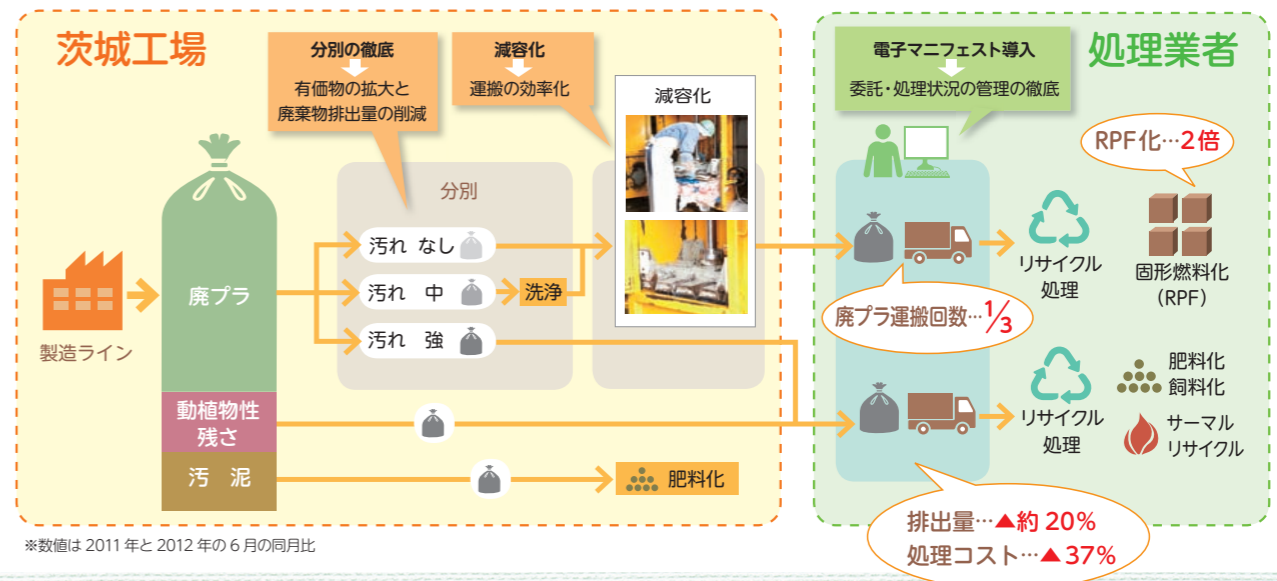 茨城工場
分別の徹底
有価物の拡大と
廃棄物排出量の削減
減容化
運搬の効率化
減容化
電子マニフェスト導入
委託・処理状況の管理の徹底
処理業者
RPF化…2倍
分別
汚れ なし
汚れ 中
洗浄
汚れ 強
製造ライン
廃プラ
動植物性
残さ
汚 泥
肥料化
廃プラ運搬回数…1/3
リサイクル
処理
固形燃料化
(RPF)
リサイクル
処理
肥料化
飼料化
サーマル
リサイクル
排出量…▲約20%
処理コスト…▲37%
※数値は 2011 年と 2012 年の 6 月の同月比